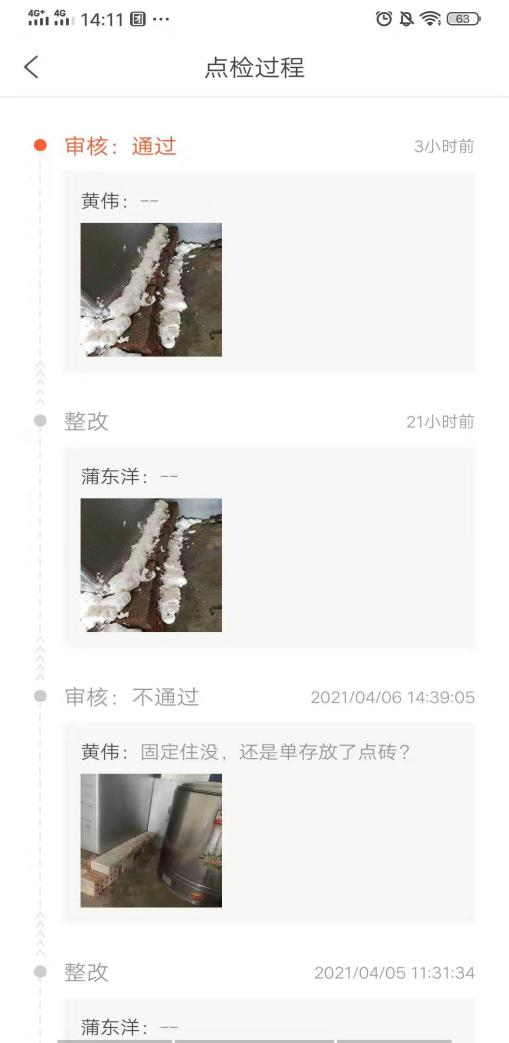 4G+ 4G 14:11 63
点检过程
审核：通过 3小时前
黄伟：--
整改 21小时前
蒲东洋：--
审核：不通过 2021/04/06 14:39:05
黄伟：固定住没，还是单存放了点砖？
整改 2021/04/05 11:31:34
蒲东洋：--